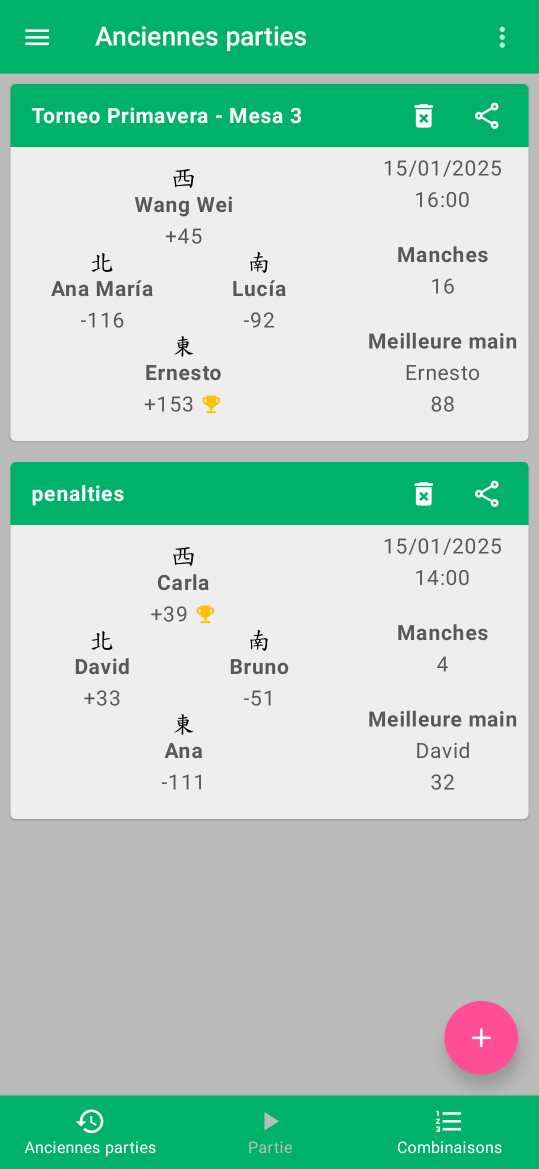 Anciennes parties
Torneo Primavera - Mesa 3
西
Wang Wei
+45
北
Ana María
-116
南
Lucía
-92
東
Ernesto
+153
15/01/2025
16:00
Manches
16
Meilleure main
Ernesto
88
penalties
西
Carla
+39
北
David
+33
南
Bruno
-51
東
Ana
-111
15/01/2025
14:00
Manches
4
Meilleure main
David
32
Anciennes parties
Partie
Combinaisons